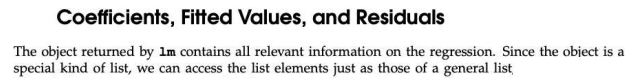 Coefficients, Fitted Values, and Residuals
The object returned by lm contains all relevant information on the regression. Since the object is a
special kind of list, we can access the list elements just as those of a general list